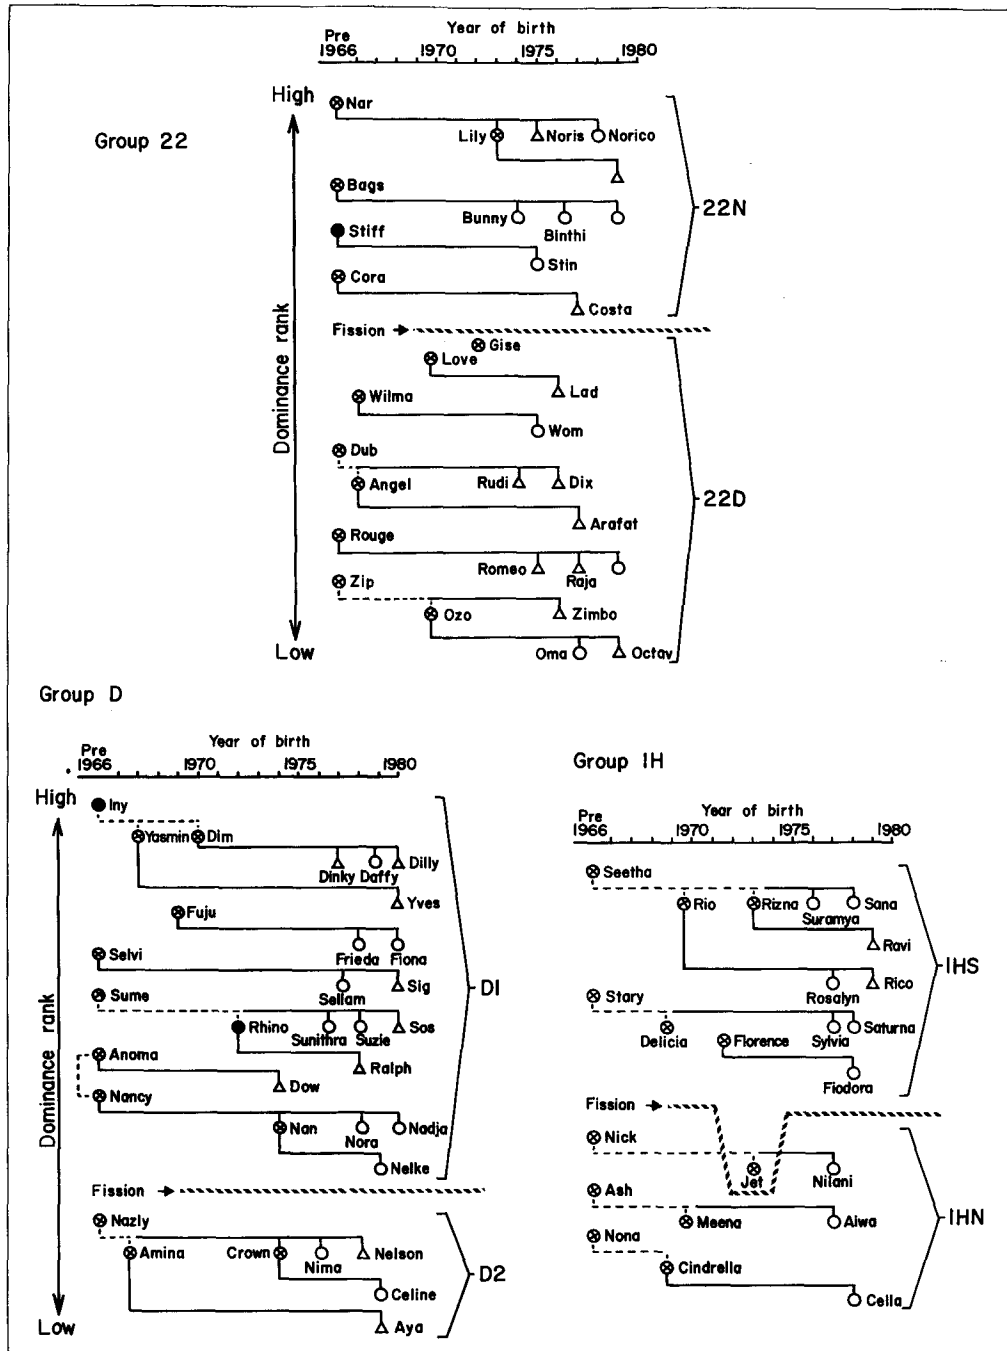 Year of birth
Pre
1966 1970 1975 1980
High
Nar
Group 22
Lily Noris Norico
Bags
22N
Bunny
Binthi
Stiff
Stin
Cora
Costa
Fission
Dominance rank
Gise
Love
Lad
Wilma
Wom
Dub
Angel Rudi Dix
22D
Arafat
Rouge
Romeo Raja
Zip
Ozo Zimbo
Low
Oma Octav
Group D
Year of birth
Pre
1966 1970 1975 1980
High
Iny
Yasmin Dim
Dinky Daffy Dilly
Yves
Fuju
Frieda Fiona
Selvi
Sellam Sig
D1
Sume
Rhino Sunithra Suzie Sos
Ralph
Dominance rank
Anoma
Dow
Nancy
Nan Nora Nadja
Nelke
Fission
Nazly
Amina Crown Nima Nelson
D2
Celine
Aya
Low
Group IH
Year of birth
Pre
1966 1970 1975 1980
Seetha
Rio Rizna Suramya Sana
Ravi
IHS
Rosalyn Rico
Stary
Delicia Florence Sylvia Saturna
Fiodora
Fission
Nick
Jet Nilani
Ash
Meena Aiwa
IHN
Nona
Cindrella
Cella